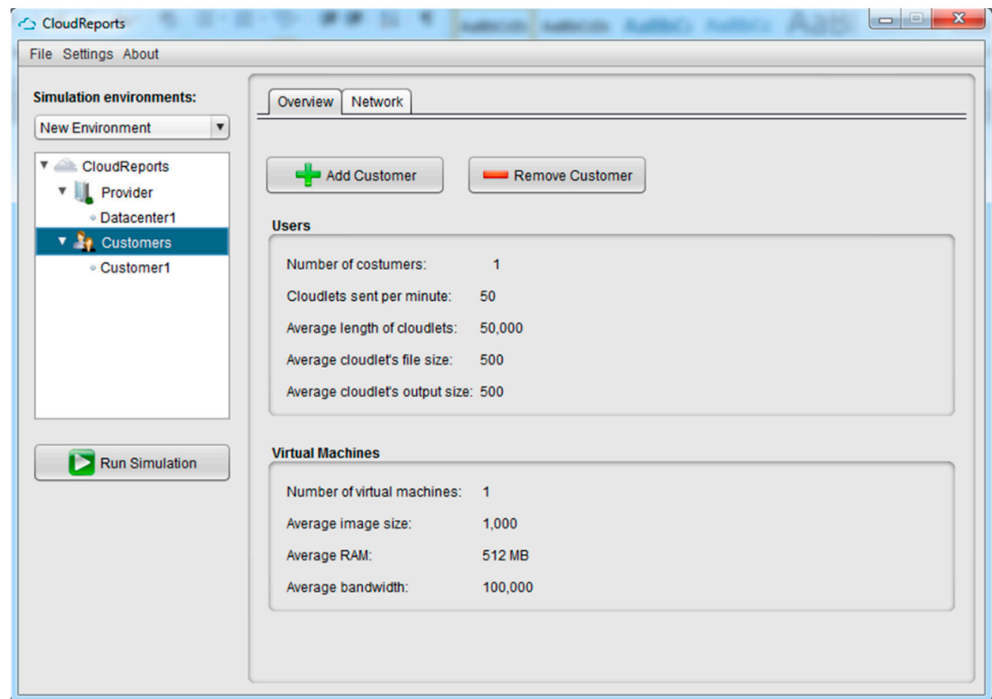 CloudReports
File Settings About
Simulation environments:
New Environment
CloudReports
Provider
Datacenter1
Customers
Customer1
Run Simulation
Overview Network
Add Customer Remove Customer
Users
Number of costumers: 1
Cloudlets sent per minute: 50
Average length of cloudlets: 50,000
Average cloudlet's file size: 500
Average cloudlet's output size: 500
Virtual Machines
Number of virtual machines: 1
Average image size: 1,000
Average RAM: 512 MB
Average bandwidth: 100,000